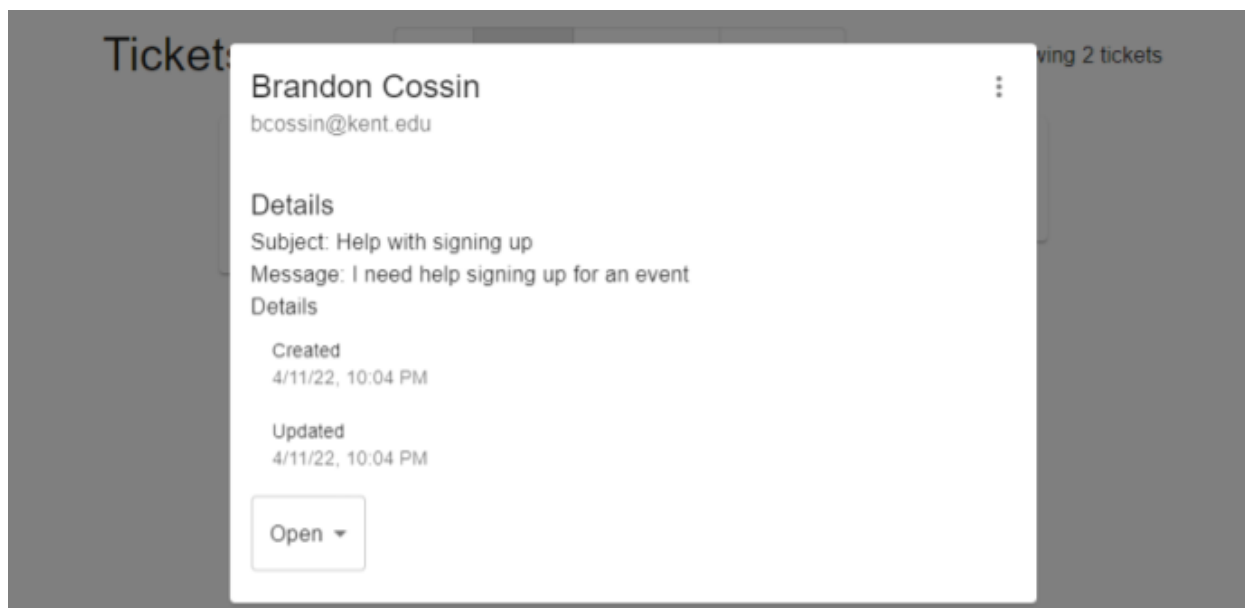 Tickets
2 tickets
Brandon Cossin
bcossin@kent.edu
Details
Subject: Help with signing up
Message: I need help signing up for an event
Details
Created
4/11/22, 10:04 PM
Updated
4/11/22, 10:04 PM
Open